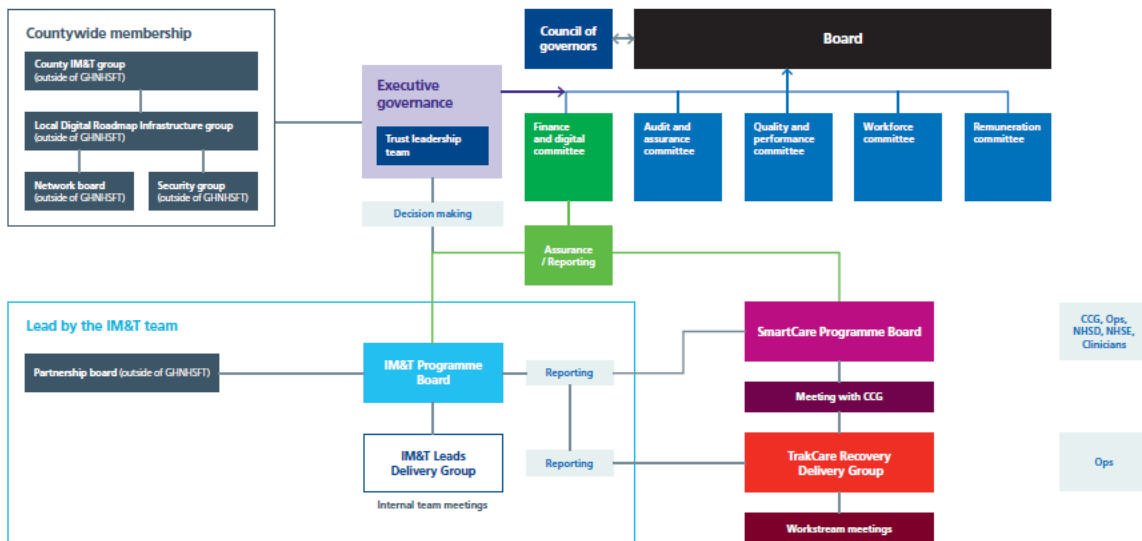 Countywide membership
County IM&T group
(outside of GHNHSFT)
Local Digital Roadmap Infrastructure group
(outside of GHNHSFT)
Network board
(outside of GHNHSFT)
Security group
(outside of GHNHSFT)
Executive
governance
Trust leadership
team
Decision making
Council of
governors
Board
Finance
and digital
committee
Audit and
assurance
committee
Quality and
performance
committee
Workforce
committee
Remuneration
committee
Assurance
/ Reporting
Lead by the IM&T team
Partnership board (outside of GHNHSFT)
IM&T Programme
Board
Reporting
IM&T Leads
Delivery Group
Internal team meetings
Reporting
SmartCare Programme Board
Meeting with CCG
TrakCare Recovery
Delivery Group
Workstream meetings
CCG, Ops,
NHSD, NHSE,
Clinicians
Ops